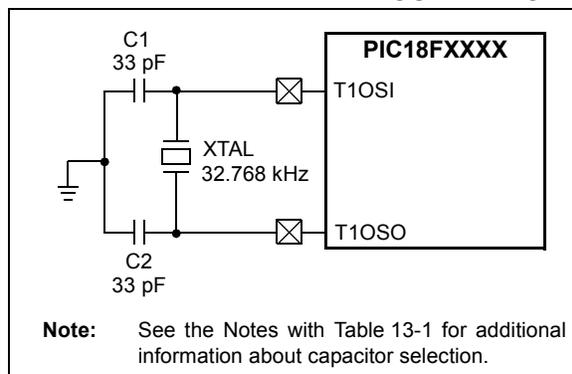 C1
33 pF
PIC18FXXXX
T1OSI
XTAL
32.768 kHz
T1OSO
C2
33 pF
Note: See the Notes with Table 13-1 for additional
information about capacitor selection.